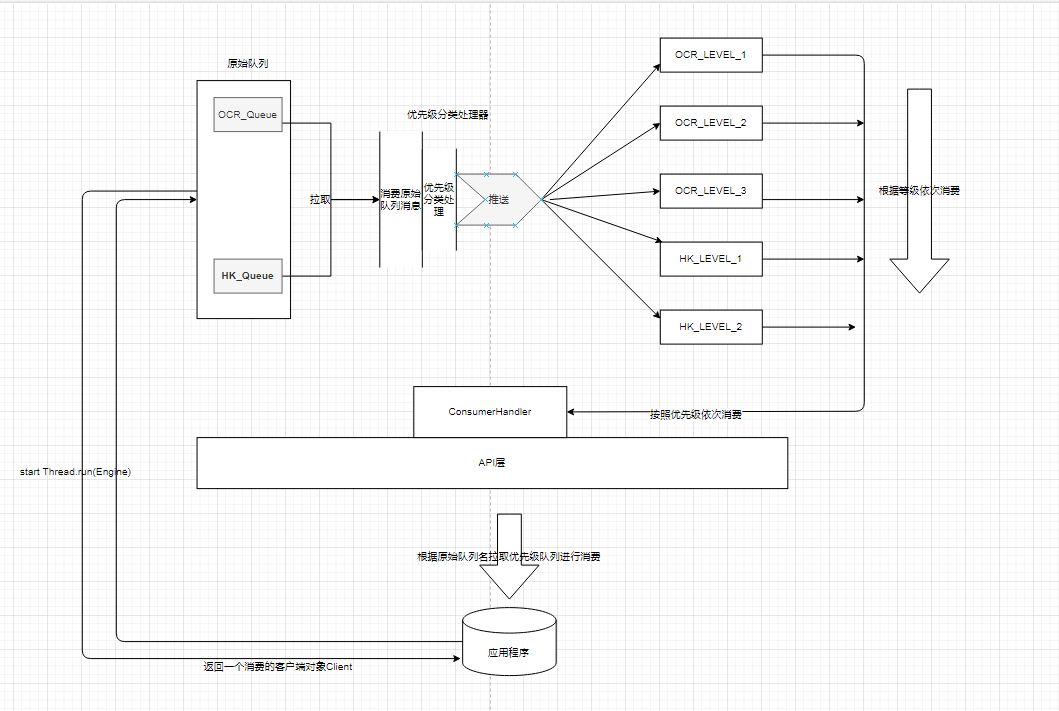 原始队列
OCR_Queue
HK_Queue
拉取
优先级分类处理器
消费原始
队列消息
优先级
分类处
理
推送
OCR_LEVEL_1
OCR_LEVEL_2
OCR_LEVEL_3
HK_LEVEL_1
HK_LEVEL_2
根据等级依次消费
ConsumerHandler
按照优先级依次消费
API层
start Thread.run(Engine)
根据原始队列名拉取优先级队列进行消费
应用程序
返回一个消费的客户端对象Client